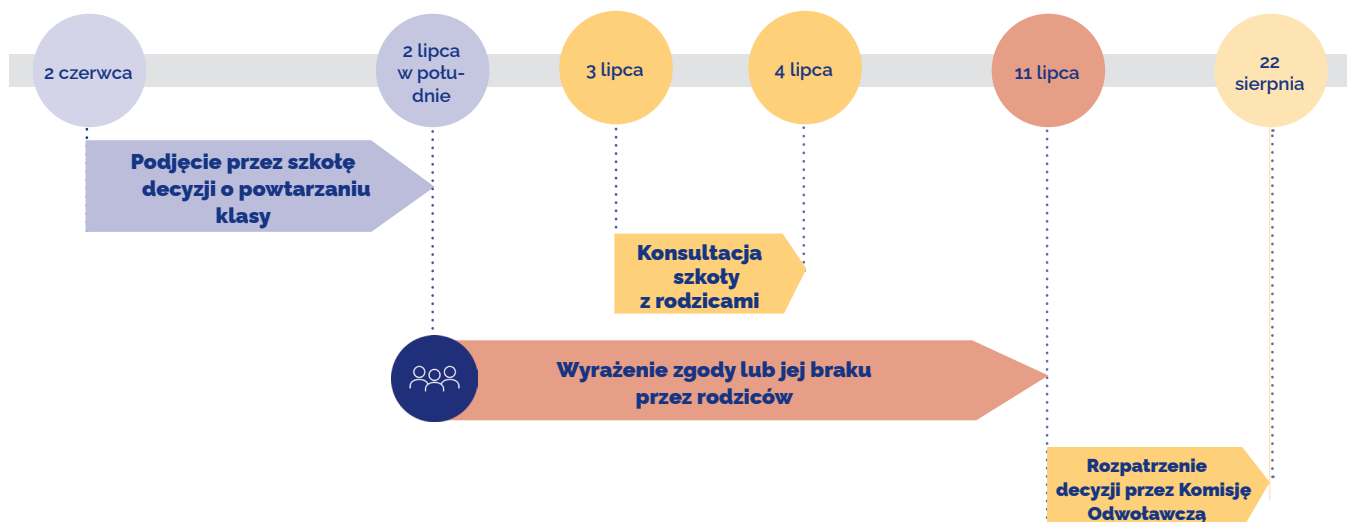 2 czerwca
2 lipca
w połu-
dnie
3 lipca
4 lipca
11 lipca
22
sierpnia
Podjęcie przez szkołę
decyzji o powtarzaniu
klasy
Konsultacja
szkoły
z rodzicami
Wyrażenie zgody lub jej braku
przez rodziców
Rozpatrzenie
decyzji przez Komisję
Odwoławczą